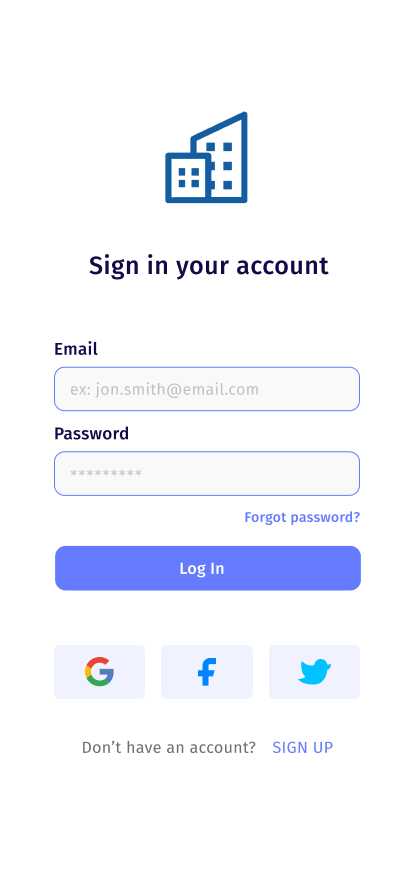 Sign in your account
Email
ex: jon.smith@email.com
Password
*********
Forgot password?
Log In
Don’t have an account? SIGN UP